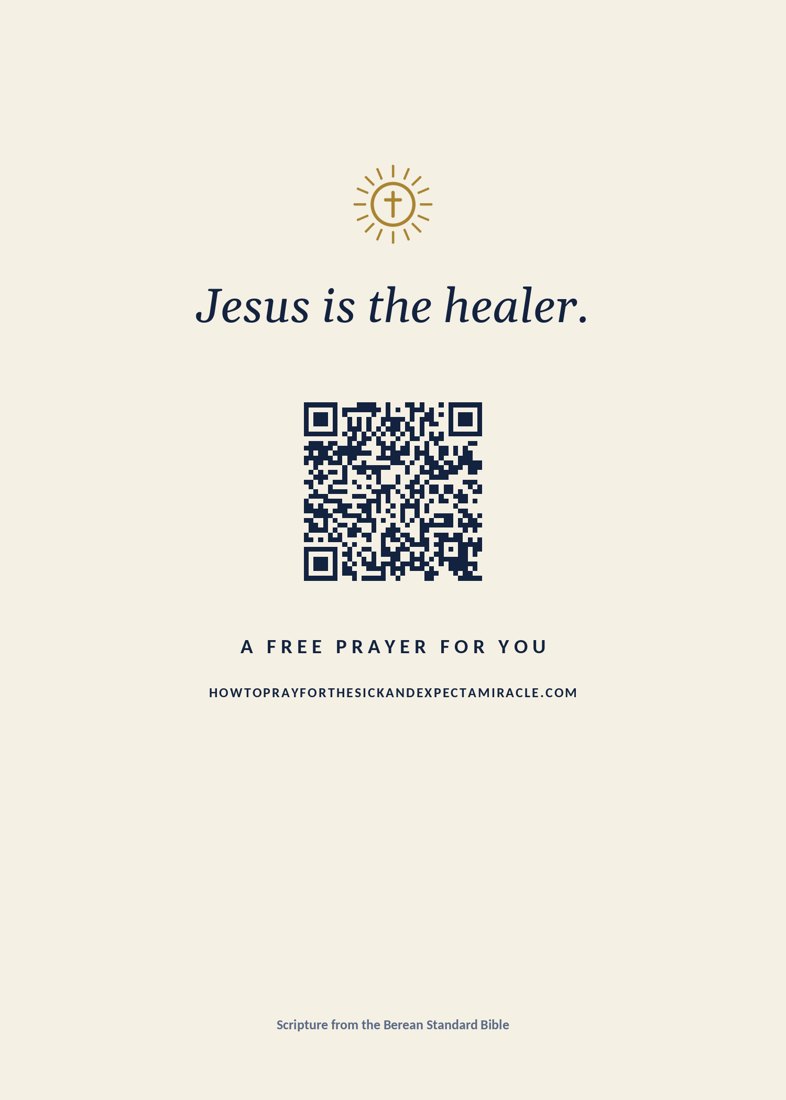 Jesus is the healer.
A FREE PRAYER FOR YOU
HOWTOPRAYFORTHESICKANDEXPECTAMIRACLE.COM
Scripture from the Berean Standard Bible